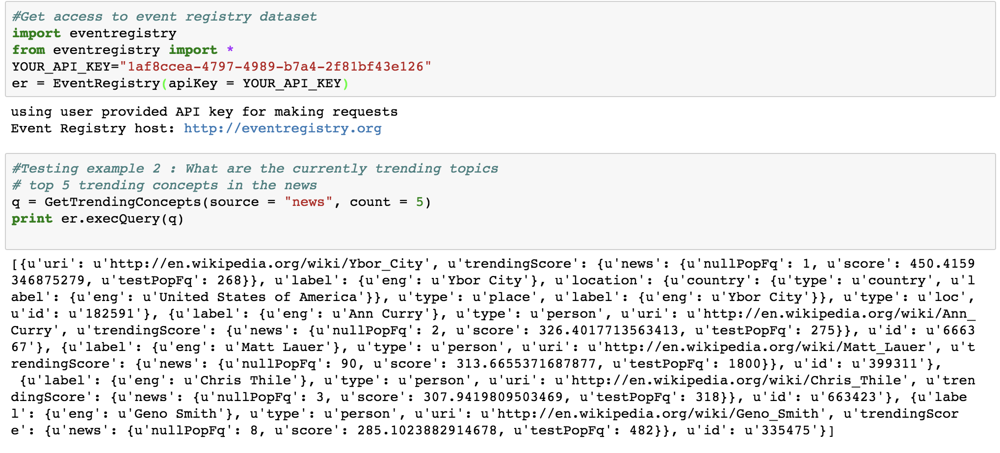 #Get access to event registry dataset
import eventregistry
from eventregistry import *
YOUR_API_KEY="1af8ccea-4797-4989-b7a4-2f81bf43e126"
er = EventRegistry(apiKey = YOUR_API_KEY)
using user provided API key for making requests
Event Registry host: http://eventregistry.org
#Testing example 2 : What are the currently trending topics
# top 5 trending concepts in the news
q = GetTrendingConcepts(source = "news", count = 5)
print er.execQuery(q)
[{u'uri': u'http://en.wikipedia.org/wiki/Ybor_City', u'trendingScore': {u'news': {u'nullPopFq': 1, u'score': 450.4159
346875279, u'testPopFq': 268}}, u'label': {u'eng': u'Ybor City'}, u'location': {u'country': {u'type': u'country', u'l
abel': {u'eng': u'United States of America'}}, u'type': u'place', u'label': {u'eng': u'Ybor City'}}, u'type': u'loc',
u'id': u'182591'}, {u'label': {u'eng': u'Ann Curry'}, u'type': u'person', u'uri': u'http://en.wikipedia.org/wiki/Ann_
Curry', u'trendingScore': {u'news': {u'nullPopFq': 2, u'score': 326.4017713563413, u'testPopFq': 275}}, u'id': u'6663
67'}, {u'label': {u'eng': u'Matt Lauer'}, u'type': u'person', u'uri': u'http://en.wikipedia.org/wiki/Matt_Lauer', u't
rendingScore': {u'news': {u'nullPopFq': 90, u'score': 313.6655371687877, u'testPopFq': 1800}}, u'id': u'399311'},
 {u'label': {u'eng': u'Chris Thile'}, u'type': u'person', u'uri': u'http://en.wikipedia.org/wiki/Chris_Thile', u'tren
dingScore': {u'news': {u'nullPopFq': 3, u'score': 307.9419809503469, u'testPopFq': 318}}, u'id': u'663423'}, {u'labe
l': {u'eng': u'Geno Smith'}, u'type': u'person', u'uri': u'http://en.wikipedia.org/wiki/Geno_Smith', u'trendingScor
e': {u'news': {u'nullPopFq': 8, u'score': 285.1023882914678, u'testPopFq': 482}}, u'id': u'335475'}]